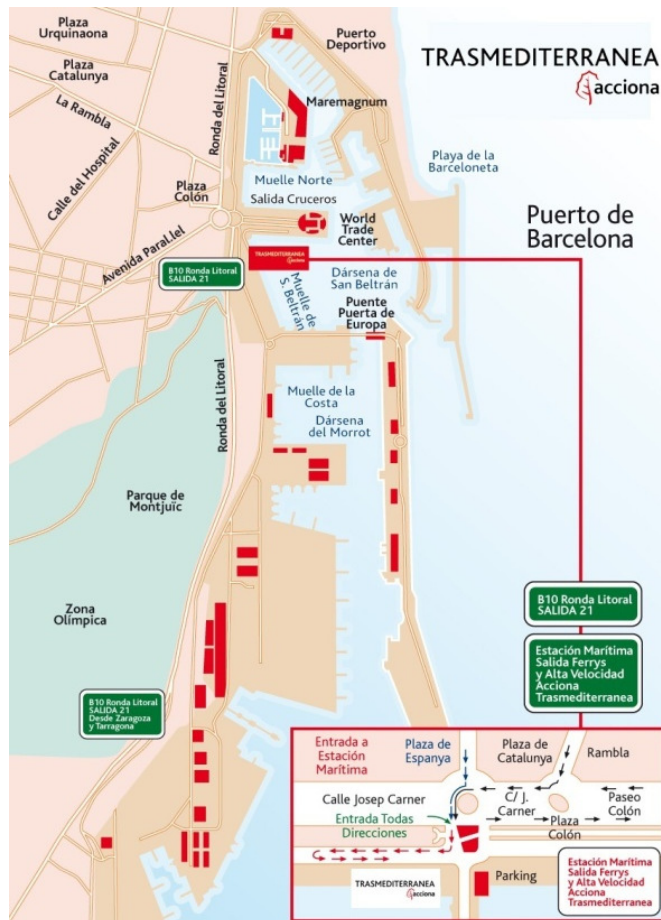 Plaza
Urquinaona
Plaza
Catalunya
La Rambla
Calle del Hospital
Ronda del Litoral
Puerto
Deportivo
TRASMEDITERRANEA
acciona
Maremagnum
Playa de la
Barceloneta
Plaza
Colón
Muelle Norte
Salida Cruceros
World
Trade
Center
Puerto de
Barcelona
Avenida Paral.lel
B10 Ronda Litoral
SALIDA 21
TRASMEDITERRANEA
acciona
Muelle de
S. Beltrán
Dársena de
San Beltrán
Puente
Puerta de
Europa
Ronda del Litoral
Muelle de la
Costa
Dársena
del Morrot
Parque de
Montjuïc
Zona
Olímpica
B10 Ronda Litoral
SALIDA 21
Desde Zaragoza
y Tarragona
B10 Ronda Litoral
SALIDA 21
Estación Marítima
Salida Ferrys
y Alta Velocidad
Acciona
Trasmediterranea
Entrada a
Estación
Marítima
Plaza de
Espanya
Plaza de
Catalunya
Rambla
Calle Josep Carner
C/ J.
Carner
Paseo
Colón
Entrada Todas
Direcciones
Plaza
Colón
TRASMEDITERRANEA
acciona
Parking
Estación Marítima
Salida Ferrys
y Alta Velocidad
Acciona
Trasmediterranea